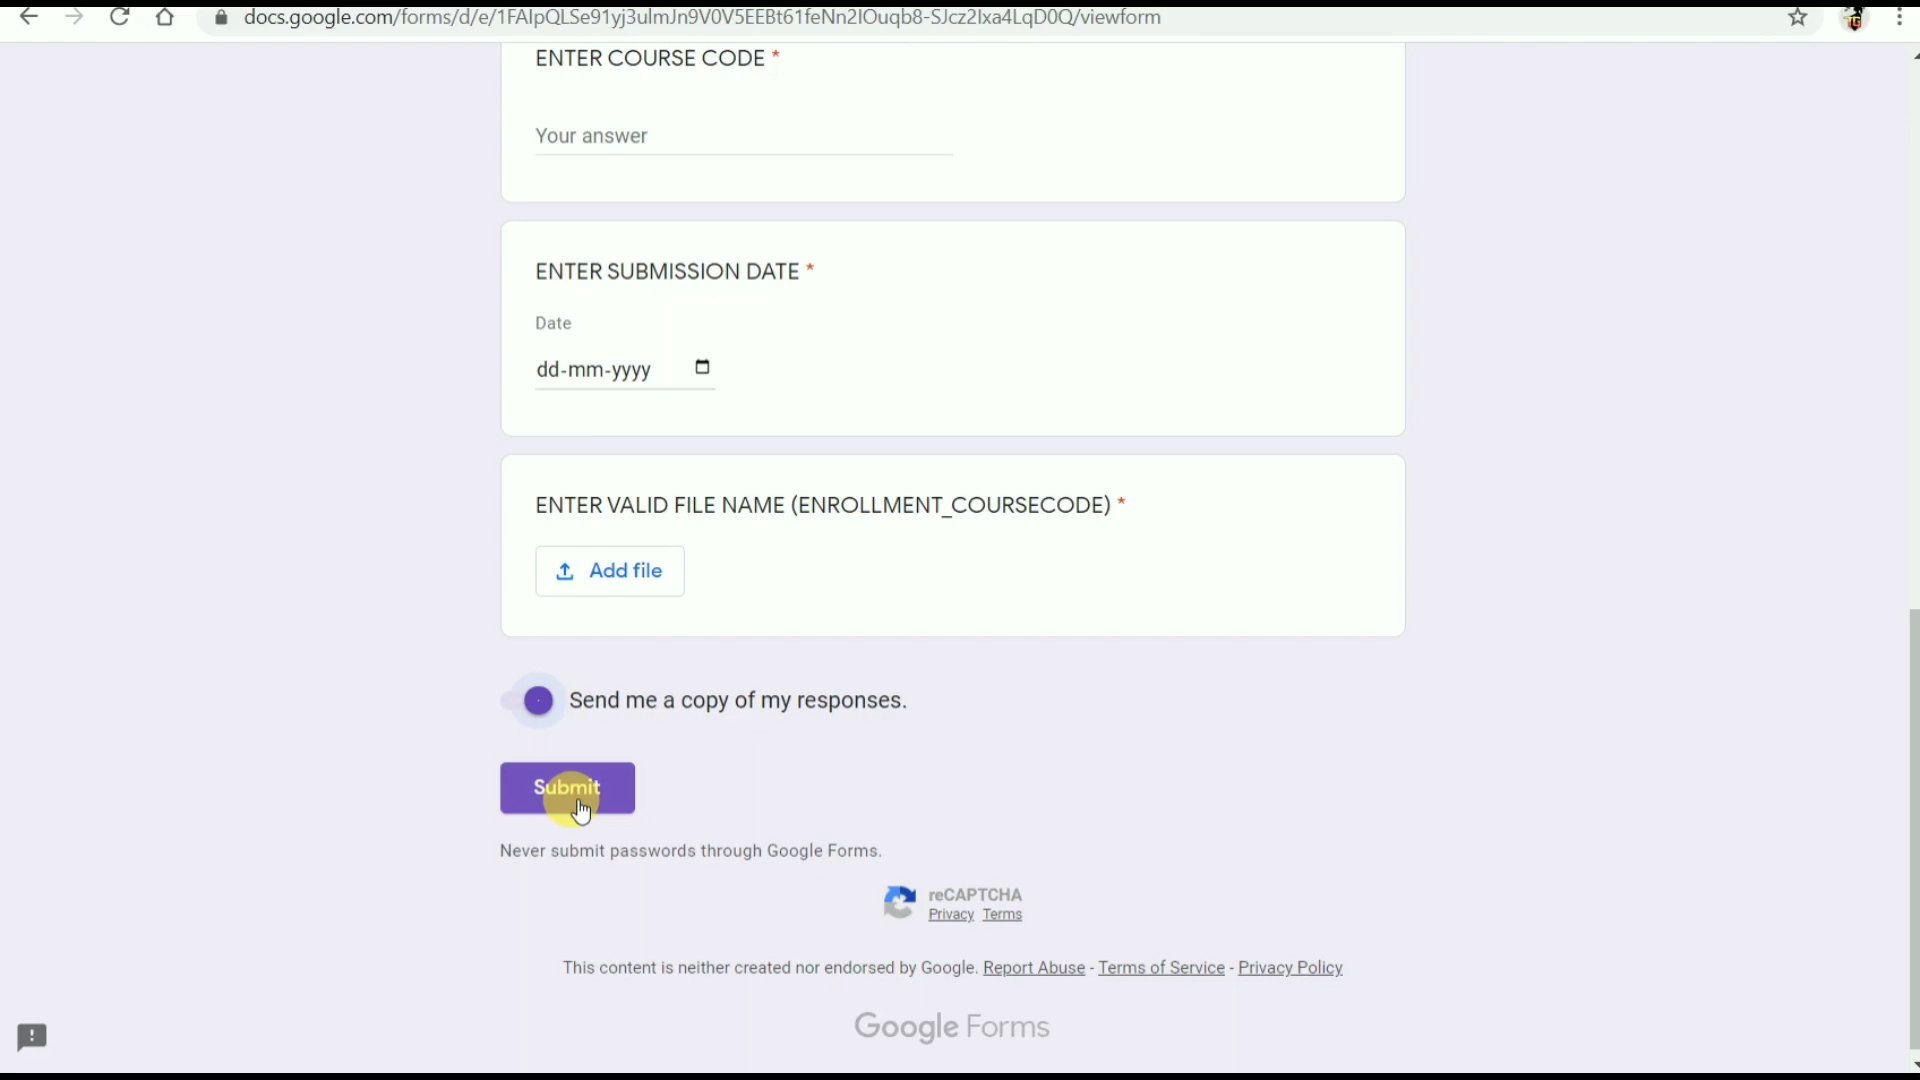 docs.google.com/forms/d/e/1FAIpQLSe91yj3ulmJn9V0V5EEBt61feNn2IOuqb8-SJcz2Ixa4LqD0Q/viewform
ENTER COURSE CODE *
Your answer
ENTER SUBMISSION DATE *
Date
dd-mm-yyyy
ENTER VALID FILE NAME (ENROLLMENT_COURSECODE) *
Add file
Send me a copy of my responses.
Submit
Never submit passwords through Google Forms.
reCAPTCHA
Privacy Terms
This content is neither created nor endorsed by Google. Report Abuse - Terms of Service - Privacy Policy
Google Forms